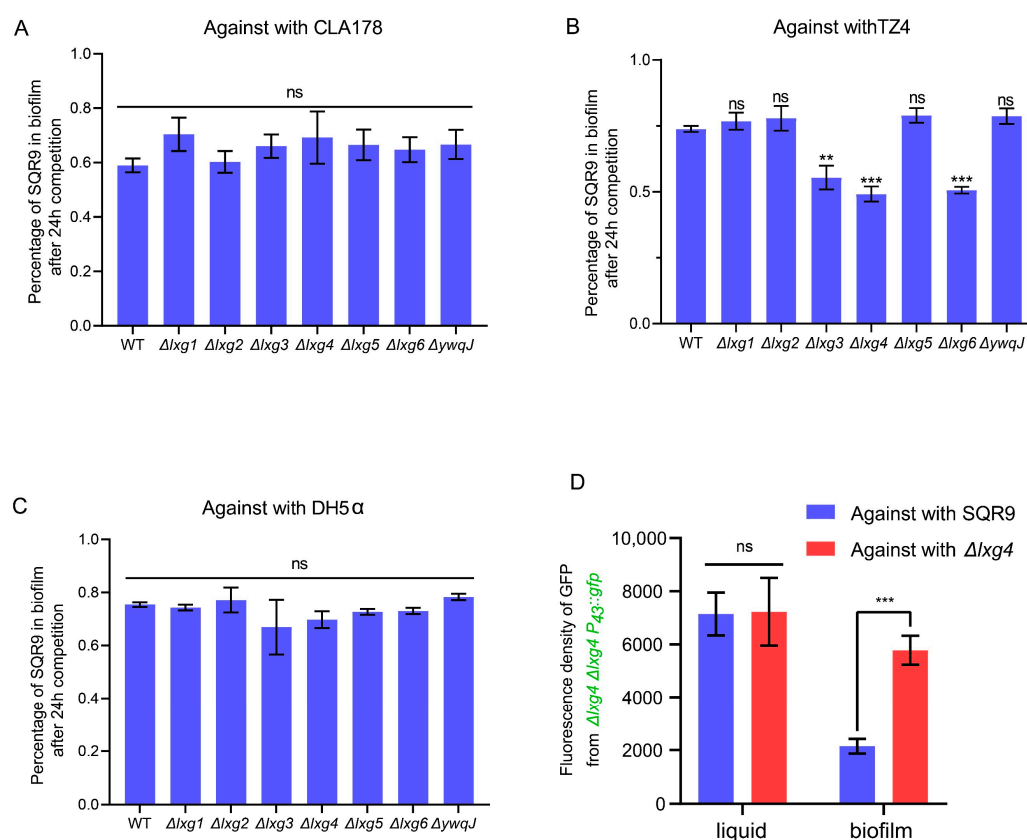 A
Against with CLA178
Percentage of SQR9 in biofilm
after 24h competition
1.0
0.8
0.6
0.4
0.2
0.0
ns
WT Δlxg1 Δlxg2 Δlxg3 Δlxg4 Δlxg5 Δlxg6 ΔywqJ
B
Against withTZ4
Percentage of SQR9 in biofilm
after 24h competition
1.0
0.5
0.0
ns ns ** *** ns *** ns
WT Δlxg1 Δlxg2 Δlxg3 Δlxg4 Δlxg5 Δlxg6 ΔywqJ
C
Against with DH5α
Percentage of SQR9 in biofilm
after 24h competition
1.0
0.8
0.6
0.4
0.2
0.0
ns
WT Δlxg1 Δlxg2 Δlxg3 Δlxg4 Δlxg5 Δlxg6 ΔywqJ
D
Against with SQR9
Against with Δlxg4
Fluorescence density of GFP
from Δlxg4 Δlxg4 P43::gfp
10,000
8000
6000
4000
2000
0
ns
***
liquid biofilm